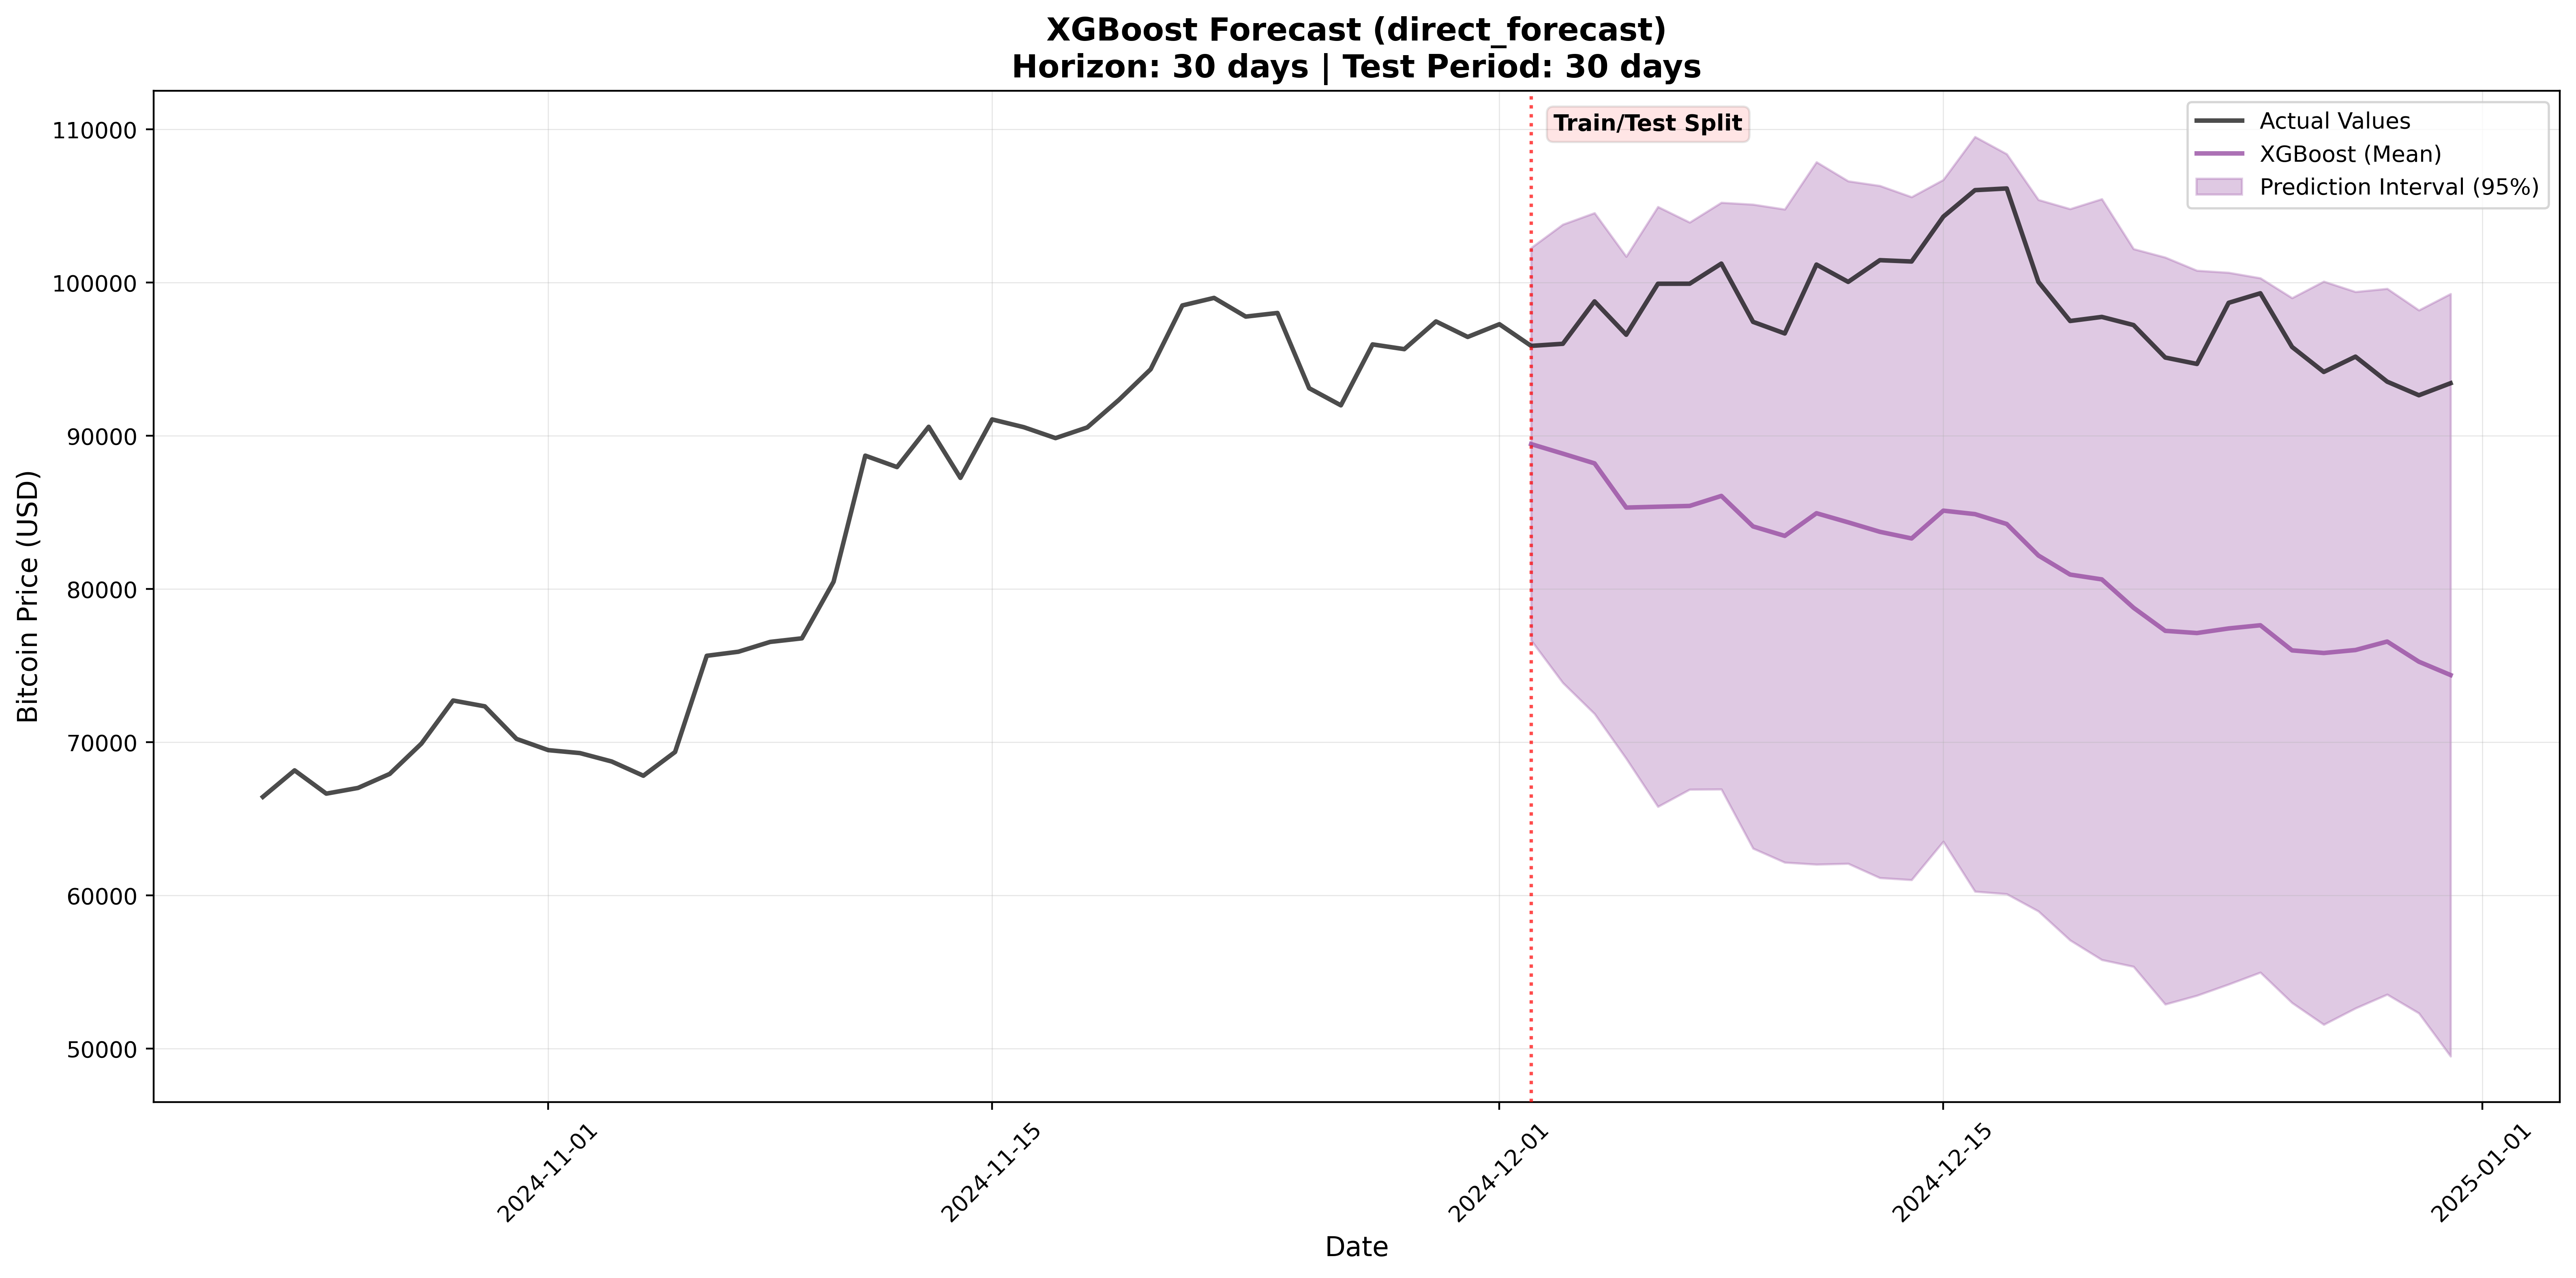 XGBoost Forecast (direct_forecast)
Horizon: 30 days | Test Period: 30 days
Train/Test Split
Actual Values
XGBoost (Mean)
Prediction Interval (95%)
Bitcoin Price (USD)
110000
100000
90000
80000
70000
60000
50000
2024-11-01
2024-11-15
2024-12-01
2024-12-15
2025-01-01
Date